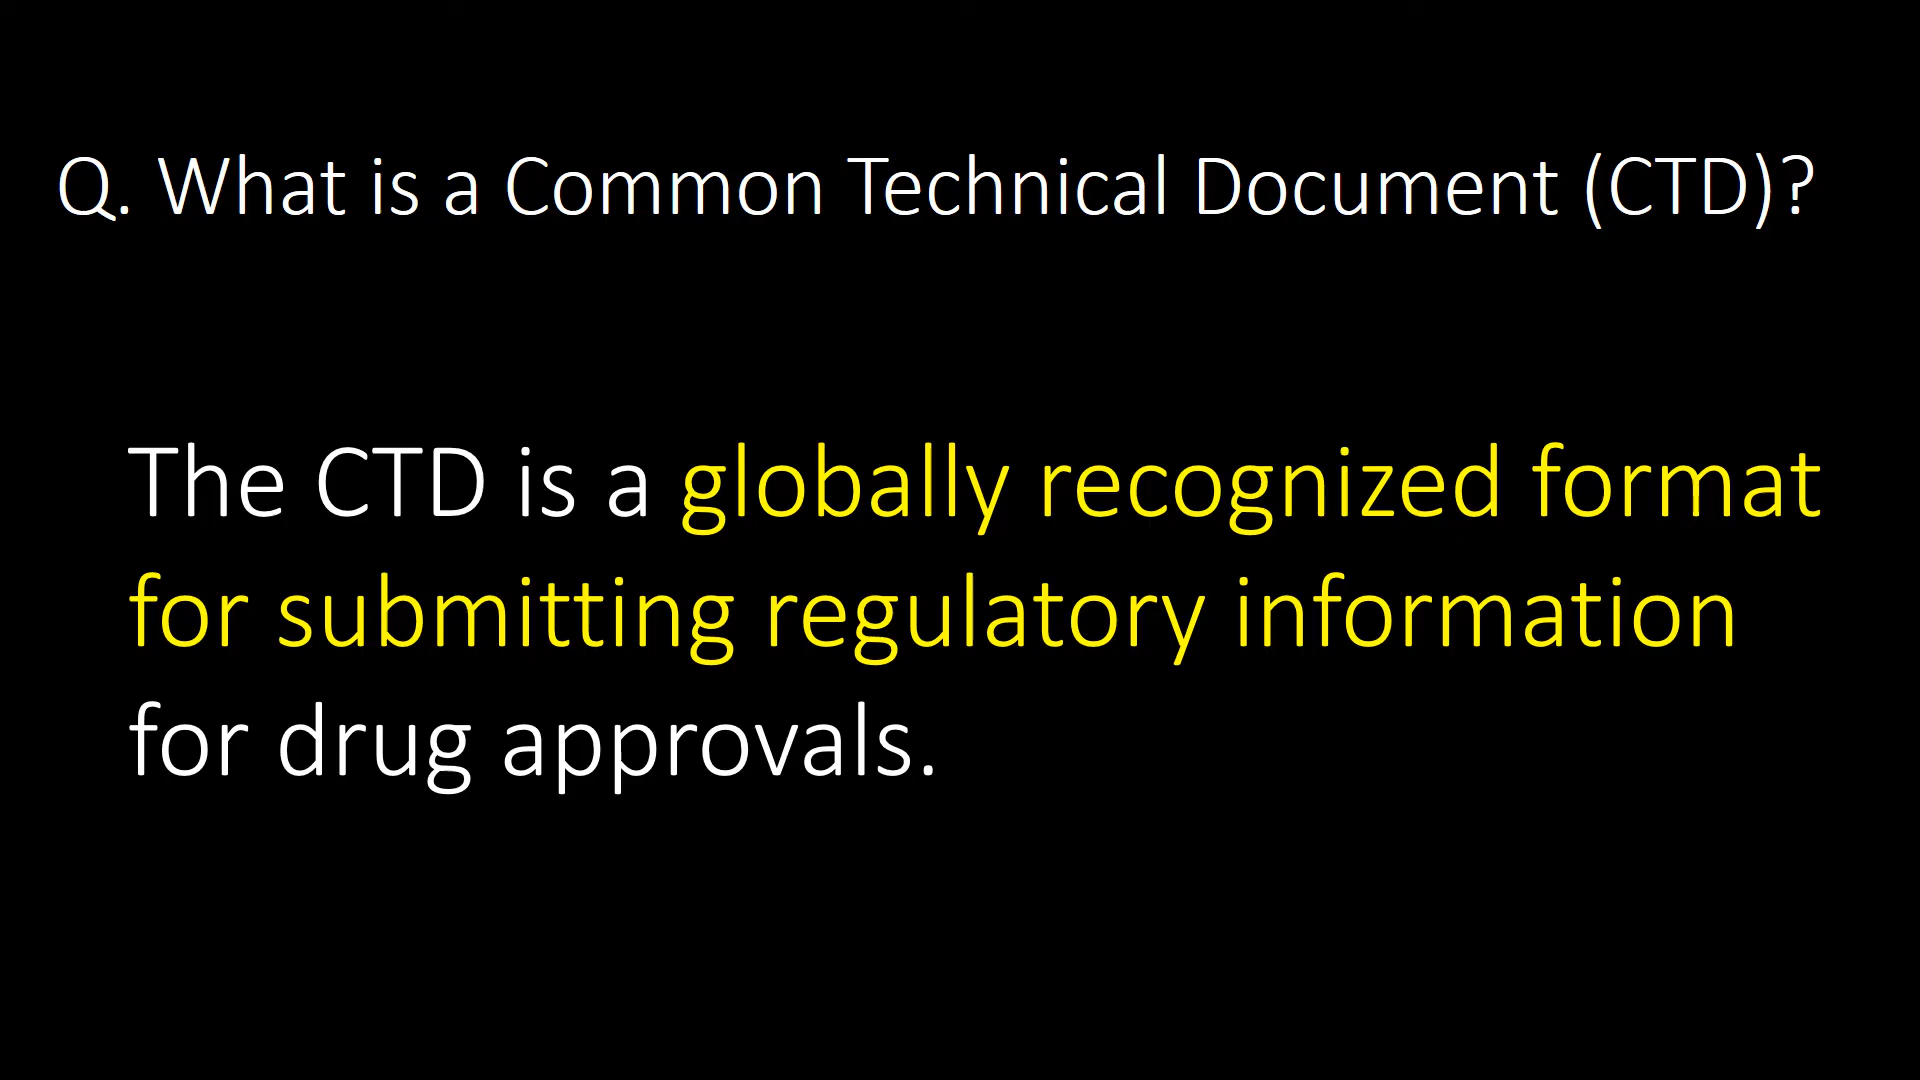 Q. What is a Common Technical Document (CTD)?
The CTD is a globally recognized format
for submitting regulatory information
for drug approvals.